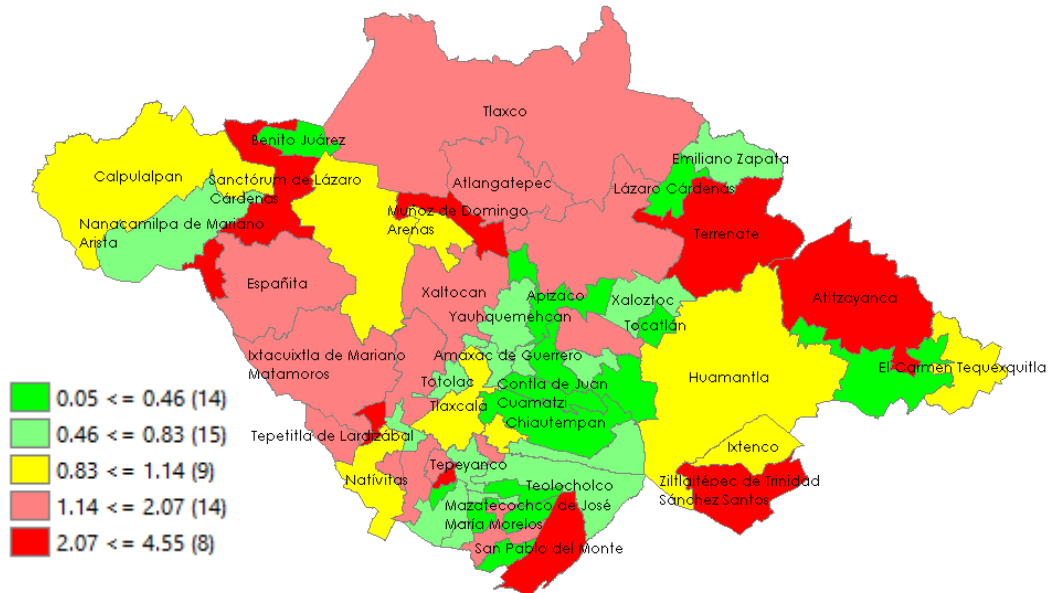 Tlaxco
Benito Juárez
Emiliano Zapata
Calpulalpan
Sanctórum de Lázaro
Cárdenas
Atlangatepec
Lázaro Cárdenas
Nanacamilpa de Mariano
Arista
Muñoz de Domingo
Arenas
Terrenate
Españita
Xaltocan
Apizaco
Xaloztoc
Atltzayanca
Yauhquemehcan
Tocatlán
Ixtacuixtla de Mariano
Matamoros
Amaxac de Guerrero
El Carmen Tequexquitla
Totolac
Contla de Juan
Cuamatzi
Huamantla
Tlaxcala
Chiautempan
Tepetitla de Lardizábal
Ixtenco
Tepeyanco
Nativitas
Teolocholco
Ziltlaltépec de Trinidad
Sánchez Santos
Mazatecochco de José
María Morelos
San Pablo del Monte
0.05 <= 0.46 (14)
0.46 <= 0.83 (15)
0.83 <= 1.14 (9)
1.14 <= 2.07 (14)
2.07 <= 4.55 (8)